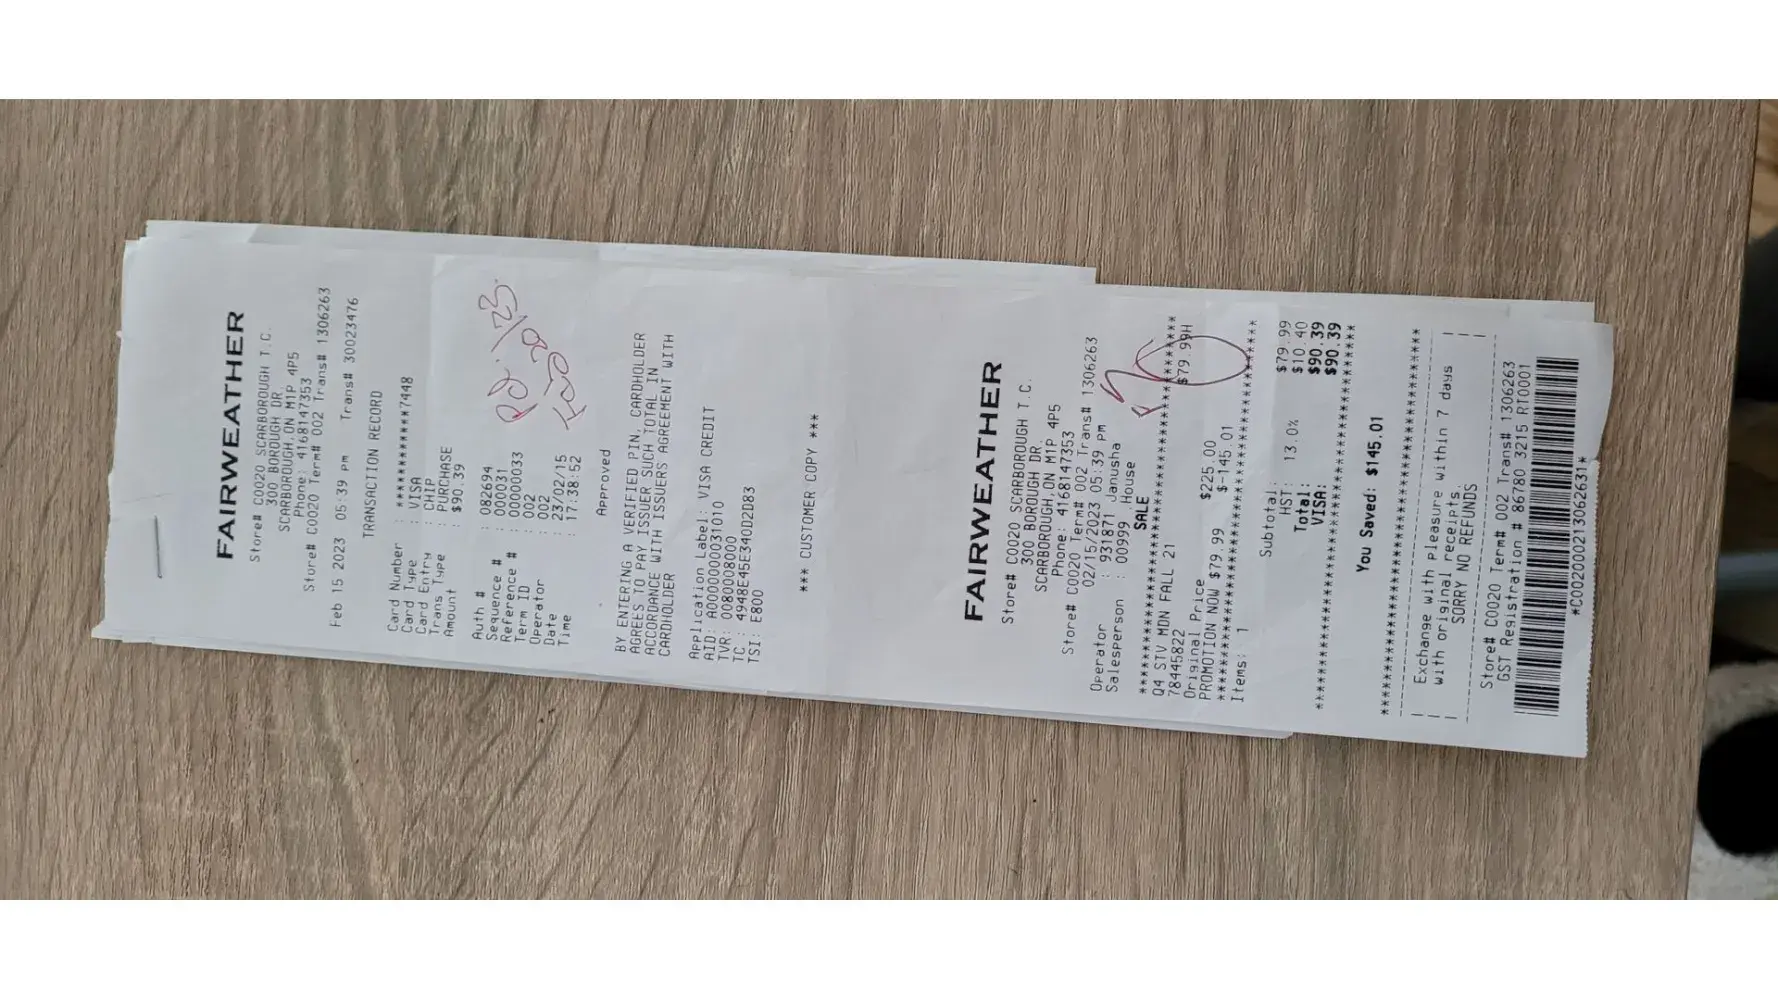 FAIRWEATHER
Store# C0020 SCARBOROUGH T.C.
300 BOROUGH DR.
SCARBOROUGH,ON M1P 4P5
Phone: 4168147353
Store# C0020 Term# 002 Trans# 1306263
Feb 15 2023 05:39 pm Trans# 30023476
TRANSACTION RECORD
Card Number : ************7448
Card Type : VISA
Card Entry : CHIP
Trans Type : PURCHASE
Amount : $90.39
Auth # : 082694
Sequence # : 000031
Reference # : 00000033
Term ID : 002
Operator : 002
Date : 23/02/15
Time : 17:38:52
Approved
BY ENTERING A VERIFIED PIN, CARDHOLDER
AGREES TO PAY ISSUER SUCH TOTAL IN
ACCORDANCE WITH ISSUERS AGREEMENT WITH
CARDHOLDER
Application Label: VISA CREDIT
AID: A0000000031010
TVR: 0080008000
TC : 4948E45E340D2D83
TSI: E800
*** CUSTOMER COPY ***
FAIRWEATHER
Store# C0020 SCARBOROUGH T.C.
300 BOROUGH DR.
SCARBOROUGH,ON M1P 4P5
Phone: 4168147353
Store# C0020 Term# 002 Trans# 1306263
02/15/2023 05:39 pm
Operator : 9331871 Janusha
Salesperson : 00999 House
SALE
Q4 STV MDN FALL 21
78445822 $79.99H
Original Price $225.00
PROMOTION NOW $79.99 $-145.01
Items: 1
Subtotal: $79.99
HST: 13.0% $10.40
Total: $90.39
VISA: $90.39
You Saved: $145.01
Exchange with pleasure within 7 days
with original receipts.
SORRY NO REFUNDS
Store# C0020 Term# 002 Trans# 1306263
GST Registration # 86780 3215 RT0001
*C00200021306263I*